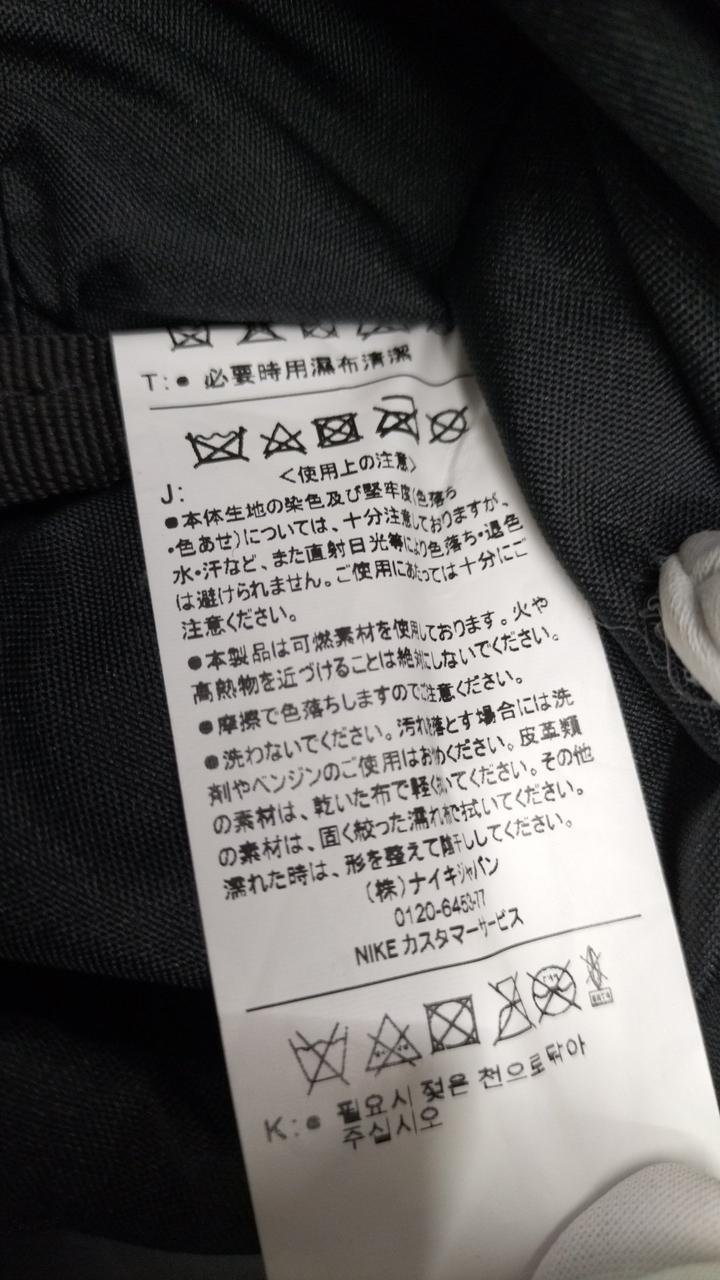 T:● 必要時用濕布清潔
J:
<使用上の注意>
●本体生地の染色及び堅牢度(色落ち
・色あせ)については、十分注意しておりますが、
水・汗など、また直射日光等により色落ち・退色
は避けられません。ご使用にあたっては十分にご
注意ください。
●本製品は可燃素材を使用しております。火や
高熱物を近づけることは絶対にしないでください。
●摩擦で色落ちしますのでご注意ください。
●洗わないでください。汚れを落とす場合には洗
剤やベンジンのご使用はおやめください。皮革類
の素材は、乾いた布で軽く拭いてください。その他
の素材は、固く絞った濡れ布で拭いてください。
濡れた時は、形を整えて陰干ししてください。
(株)ナイキジャパン
0120-6453-77
NIKE カスタマーサービス
K:● 필요시 젖은 천으로 닦아
주십시오